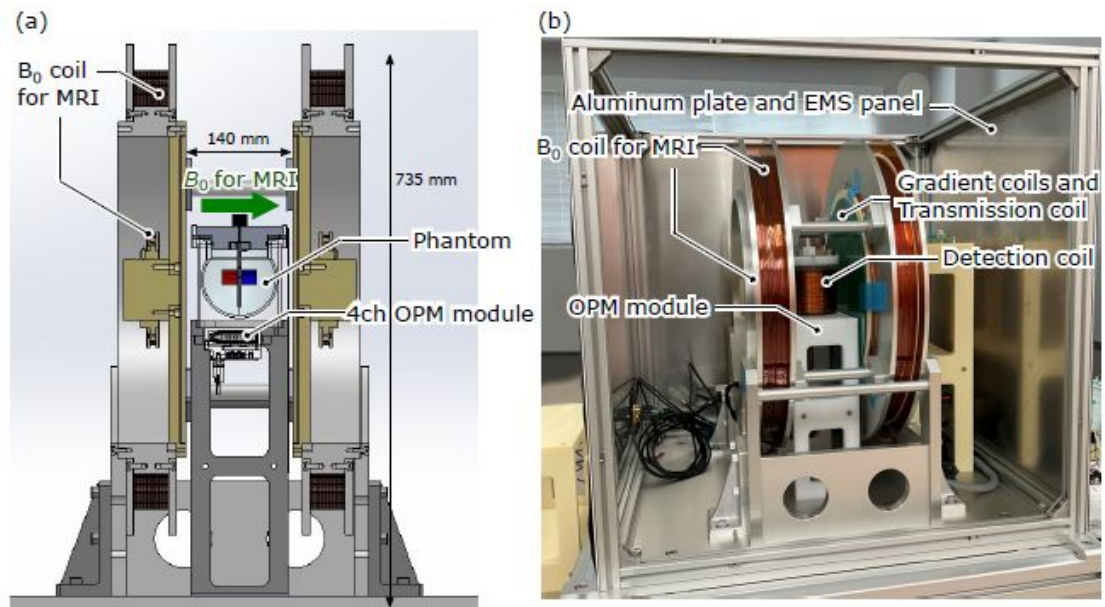 (a)
B₀ coil
for MRI
140 mm
B₀ for MRI
735 mm
Phantom
4ch OPM module
(b)
Aluminum plate and EMS panel
B₀ coil for MRI
Gradient coils and
Transmission coil
Detection coil
OPM module